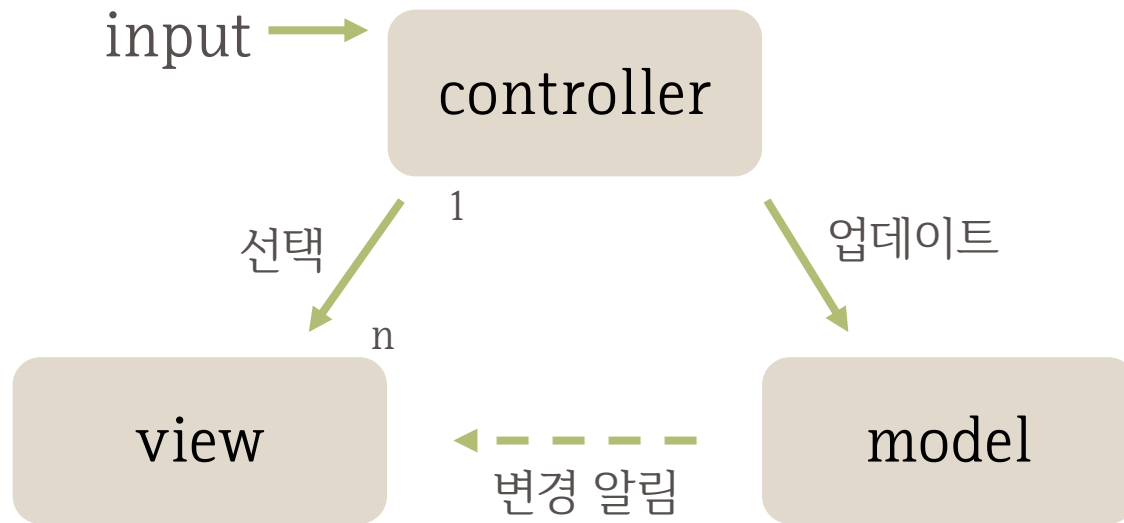 input
controller
1
선택
업데이트
n
view
model
변경 알림